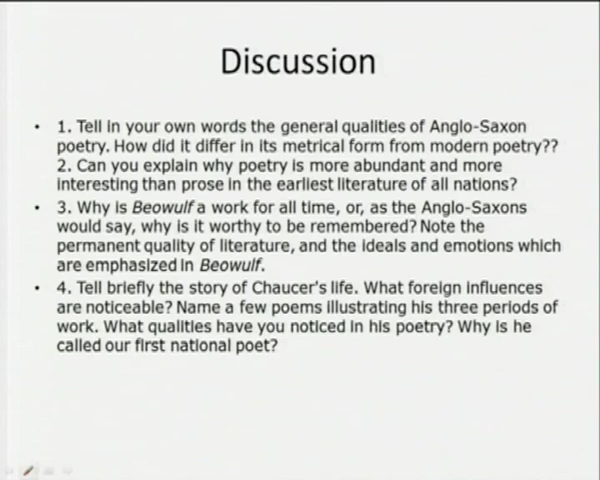 Discussion
• 1. Tell in your own words the general qualities of Anglo-Saxon
poetry. How did it differ in its metrical form from modern poetry??
2. Can you explain why poetry is more abundant and more
interesting than prose in the earliest literature of all nations?
• 3. Why is Beowulf a work for all time, or, as the Anglo-Saxons
would say, why is it worthy to be remembered? Note the
permanent quality of literature, and the ideals and emotions which
are emphasized in Beowulf.
• 4. Tell briefly the story of Chaucer's life. What foreign influences
are noticeable? Name a few poems illustrating his three periods of
work. What qualities have you noticed in his poetry? Why is he
called our first national poet?